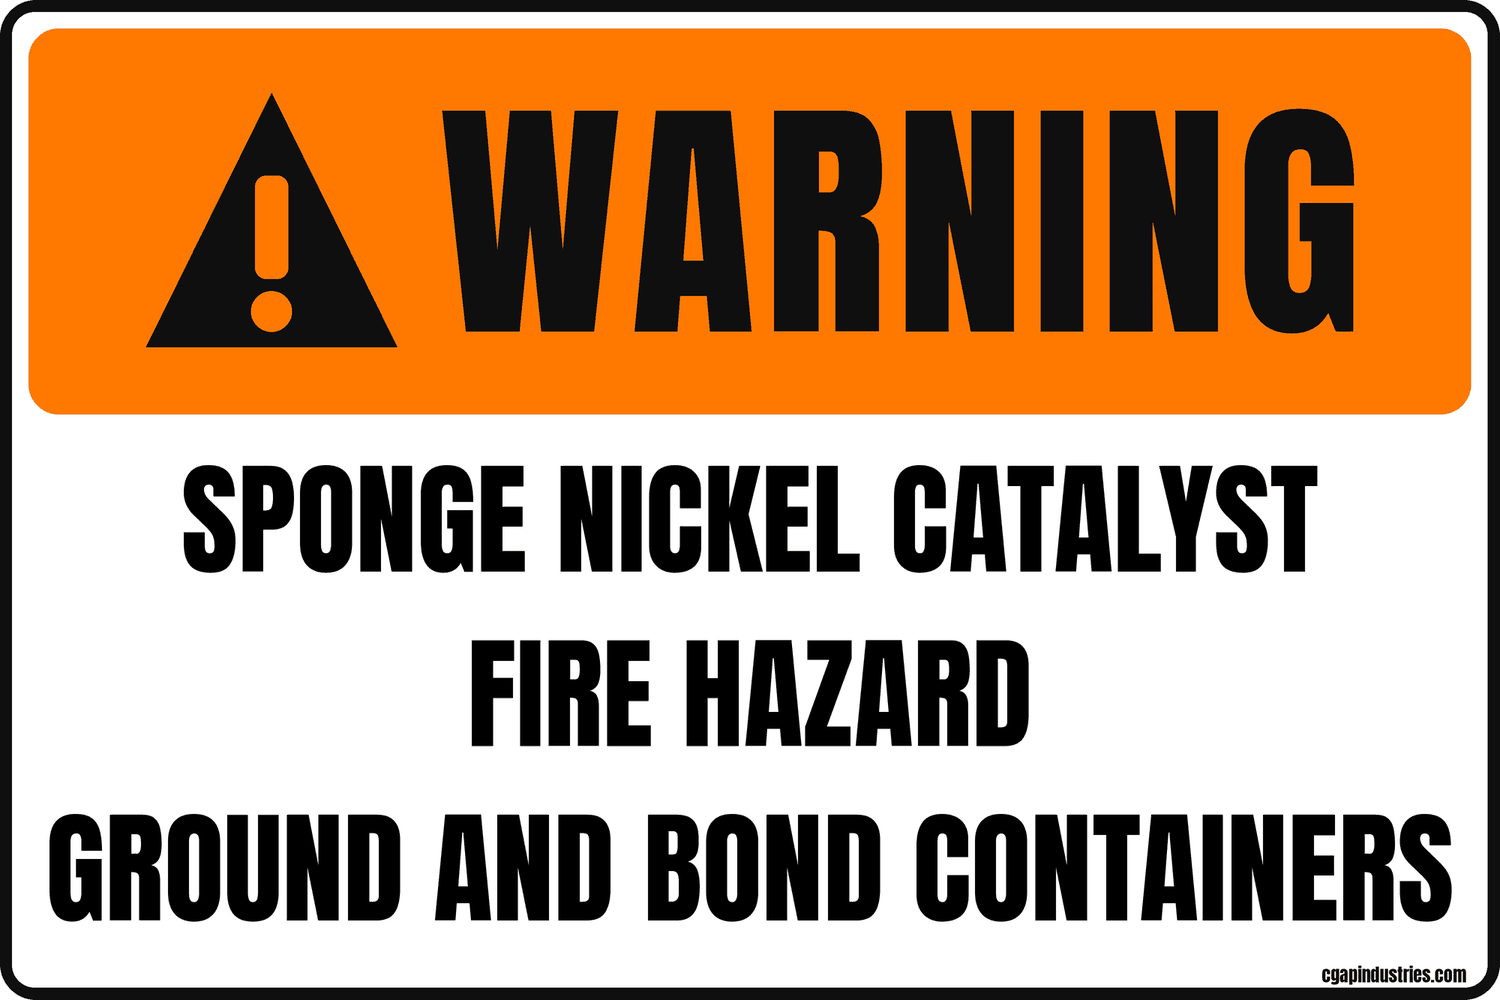 WARNING
SPONGE NICKEL CATALYST
FIRE HAZARD
GROUND AND BOND CONTAINERS
cgapindustries.com